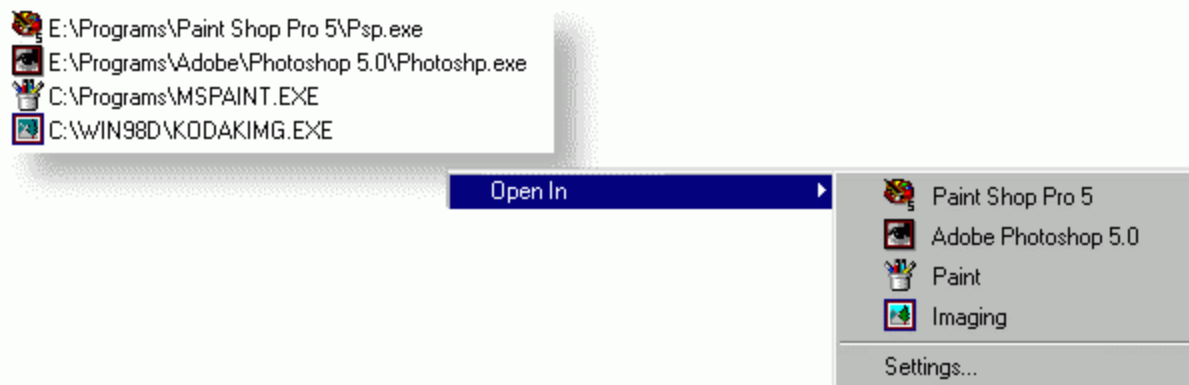 E:\Programs\Paint Shop Pro 5\Psp.exe
E:\Programs\Adobe\Photoshop 5.0\Photoshp.exe
C:\Programs\MSPAINT.EXE
C:\WIN98D\KODAKIMG.EXE
Open In
Paint Shop Pro 5
Adobe Photoshop 5.0
Paint
Imaging
Settings...